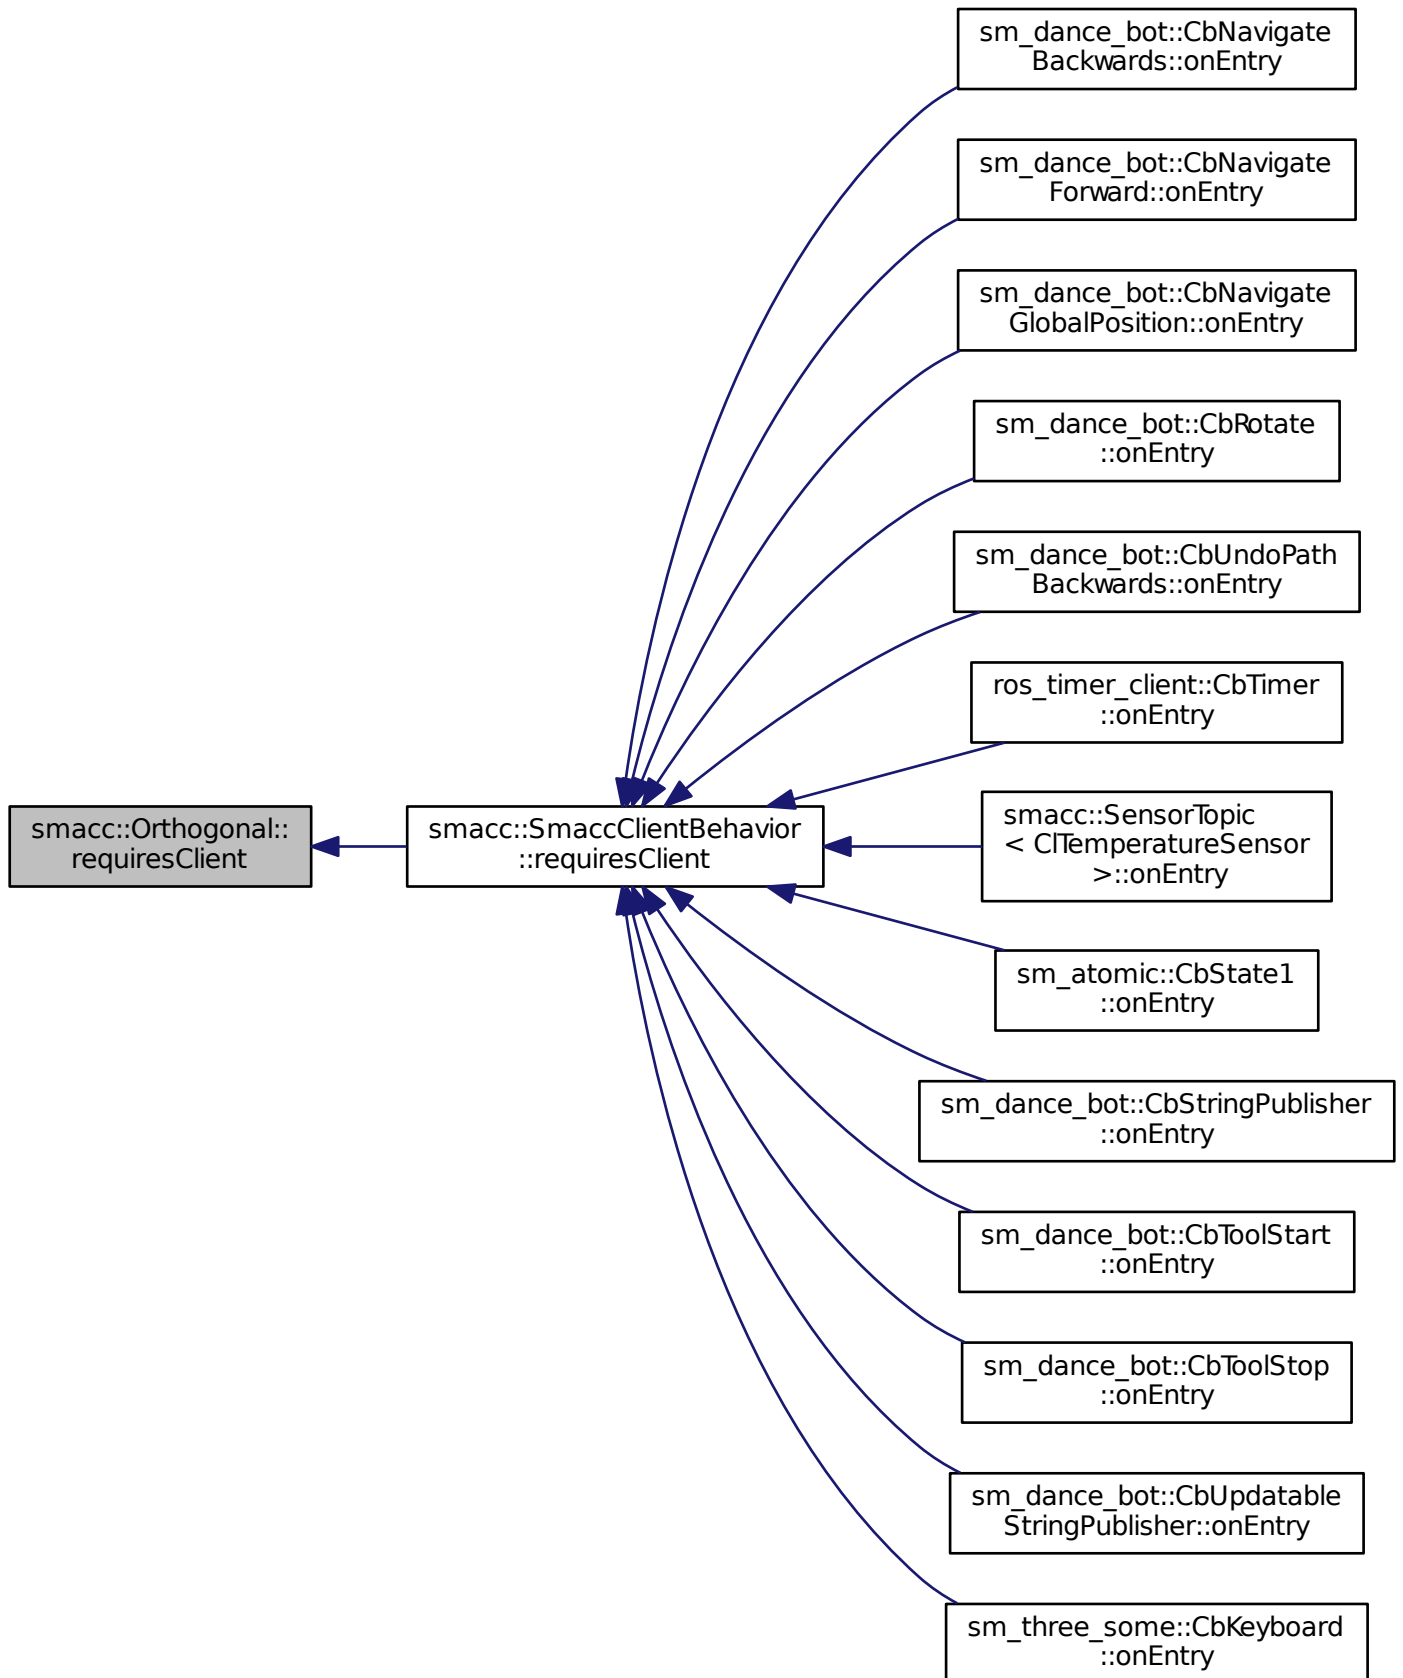 sm_dance_bot::CbNavigate
Backwards::onEntry
sm_dance_bot::CbNavigate
Forward::onEntry
sm_dance_bot::CbNavigate
GlobalPosition::onEntry
sm_dance_bot::CbRotate
::onEntry
sm_dance_bot::CbUndoPath
Backwards::onEntry
ros_timer_client::CbTimer
::onEntry
smacc::Orthogonal::
requiresClient
smacc::SmaccClientBehavior
::requiresClient
smacc::SensorTopic
< ClTemperatureSensor
>::onEntry
sm_atomic::CbState1
::onEntry
sm_dance_bot::CbStringPublisher
::onEntry
sm_dance_bot::CbToolStart
::onEntry
sm_dance_bot::CbToolStop
::onEntry
sm_dance_bot::CbUpdatable
StringPublisher::onEntry
sm_three_some::CbKeyboard
::onEntry